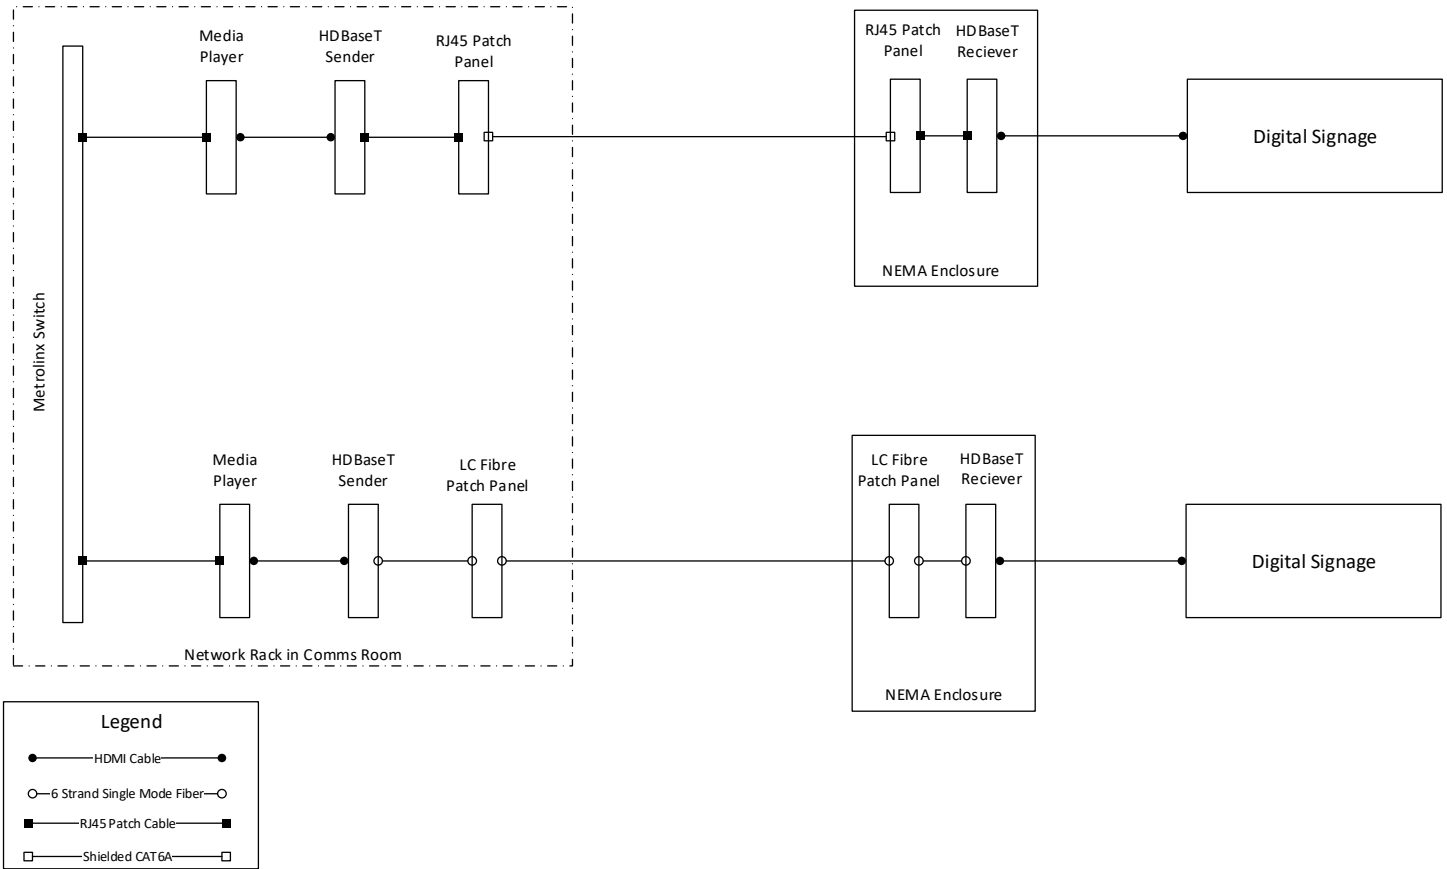 Media
Player
HDBaseT
Sender
RJ45 Patch
Panel
RJ45 Patch
Panel
HDBaseT
Reciever
Digital Signage
NEMA Enclosure
Metrolinx Switch
Media
Player
HDBaseT
Sender
LC Fibre
Patch Panel
LC Fibre
Patch Panel
HDBaseT
Reciever
Digital Signage
Network Rack in Comms Room
NEMA Enclosure
Legend
HDMI Cable
6 Strand Single Mode Fiber
RJ45 Patch Cable
Shielded CAT6A